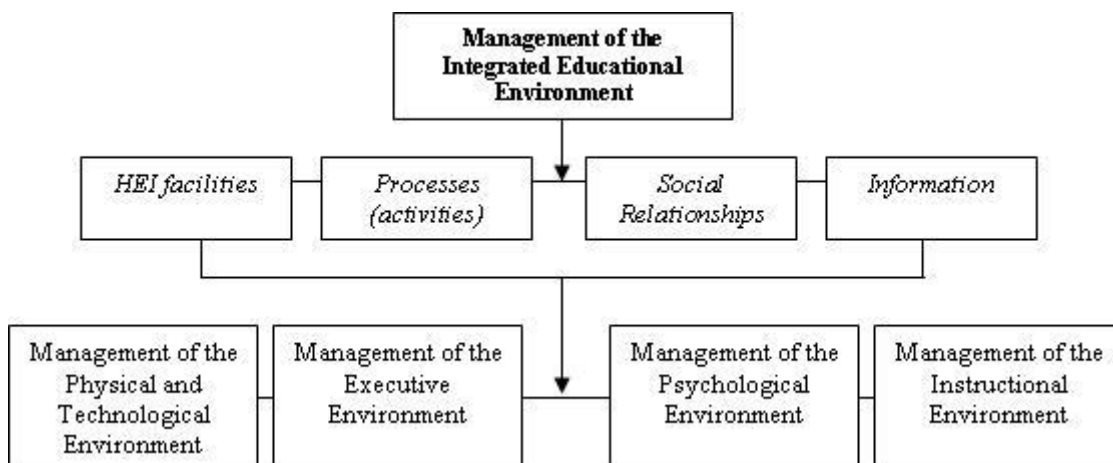 Management of the
Integrated Educational
Environment
HEI facilities
Processes
(activities)
Social
Relationships
Information
Management of the
Physical and
Technological
Environment
Management of the
Executive
Environment
Management of the
Psychological
Environment
Management of the
Instructional
Environment